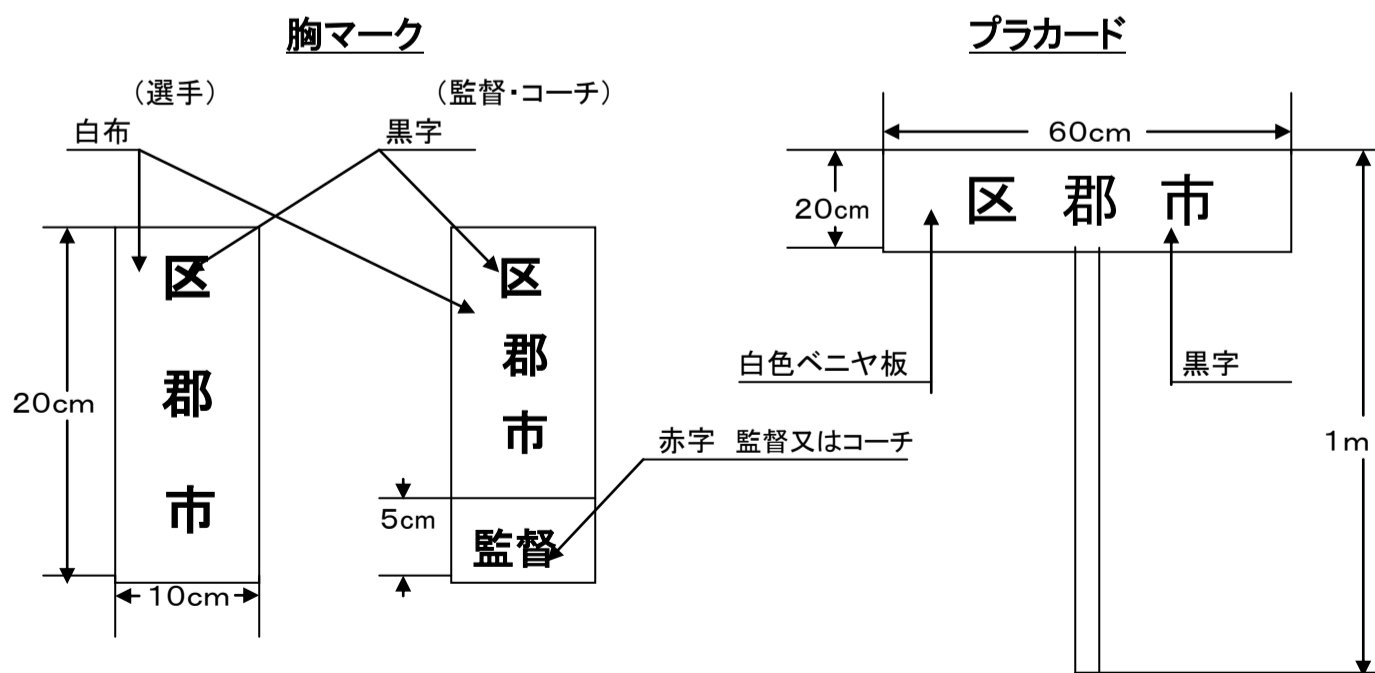 胸マーク
プラカード
（選手）
（監督・コーチ）
白布
黒字
60cm
20cm
区 郡 市
区
郡
市
区
郡
市
20cm
白色ベニヤ板
黒字
赤字 監督又はコーチ
1m
5cm
監督
10cm